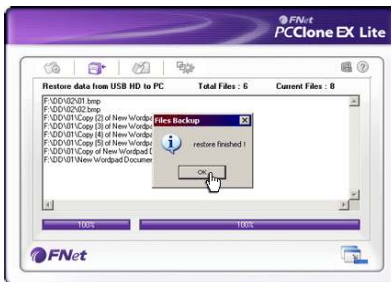 FNet
PCClone EX Lite
Restore data from USB HD to PC Total Files : 6 Current Files : 8
F:\DD\02\01.bmp
F:\DD\02\02.bmp
F:\DD\01\Copy (2) of New Wordpa
F:\DD\01\Copy (3) of New Wordpa
F:\DD\01\Copy (4) of New Wordpa
F:\DD\01\Copy (5) of New Wordpa
F:\DD\01\Copy of New Wordpad D
F:\DD\01\New Wordpad Documen
Files Backup
restore finished !
OK
100% 100%
FNet